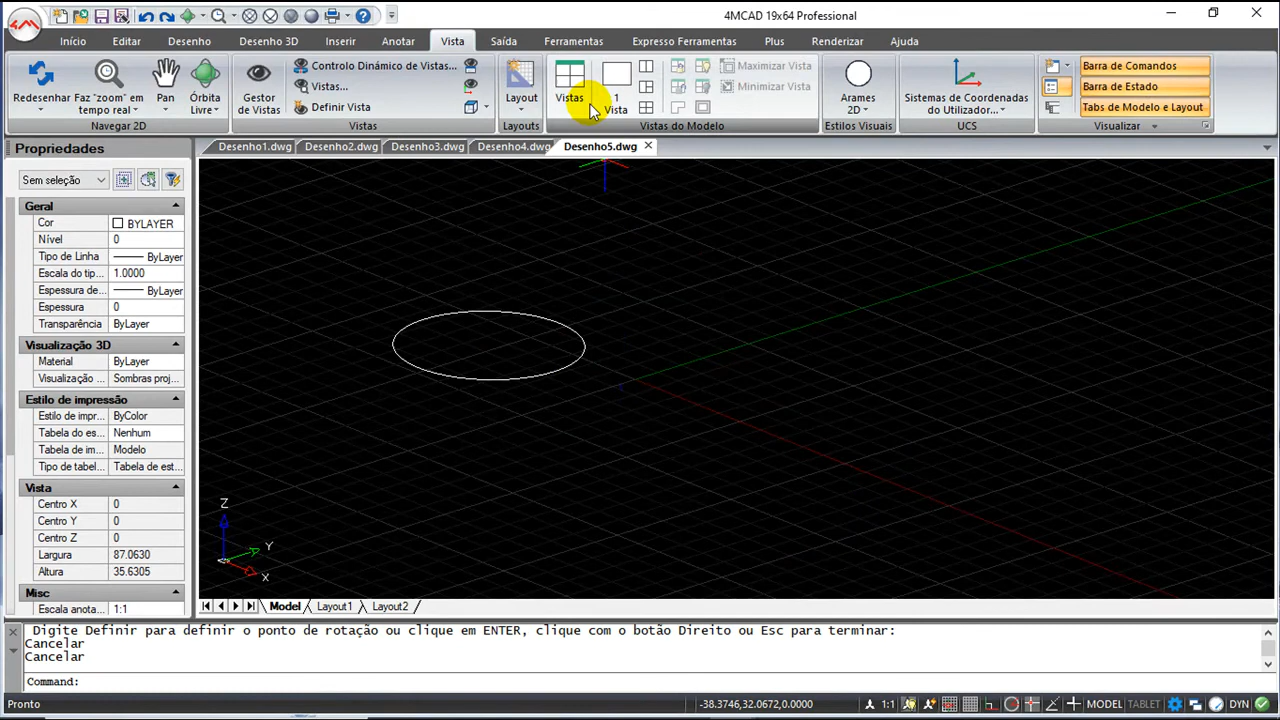 4MCAD 19x64 Professional
Início Editar Desenho Desenho 3D Inserir Anotar Vista Saída Ferramentas Expresso Ferramentas Plus Renderizar Ajuda
Redesenhar
Faz "zoom" em tempo real
Pan
Órbita Livre
Navegar 2D
Gestor de Vistas
Controlo Dinámico de Vistas...
Vistas...
Definir Vista
Vistas
Layout
Layouts
Vistas
1 Vista
Maximizar Vista
Minimizar Vista
Vistas do Modelo
Arames 2D
Estilos Visuais
Sistemas de Coordenadas do Utilizador...
UCS
Barra de Comandos
Barra de Estado
Tabs de Modelo e Layout
Visualizar
Propriedades
Desenho1.dwg Desenho2.dwg Desenho3.dwg Desenho4.dwg Desenho5.dwg
Sem seleção
Geral
Cor BYLAYER
Nível 0
Tipo de Linha ByLayer
Escala do tip... 1.0000
Espessura de... ByLayer
Espessura 0
Transparência ByLayer
Visualização 3D
Material ByLayer
Visualização ... Sombras proj...
Estilo de impressão
Estilo de impr... ByColor
Tabela do es... Nenhum
Tabela de im... Modelo
Tipo de tabel... Tabela de est...
Vista
Centro X 0
Centro Y 0
Centro Z 0
Largura 87.0630
Altura 35.6305
Misc
Escala anota... 1:1
Z
Y
X
Model Layout1 Layout2
Digite Definir para definir o ponto de rotação ou clique em ENTER, clique com o botão Direito ou Esc para terminar:
Cancelar
Cancelar
Command:
Pronto -38.3746,32.0672,0.0000 1:1 MODEL TABLET DYN